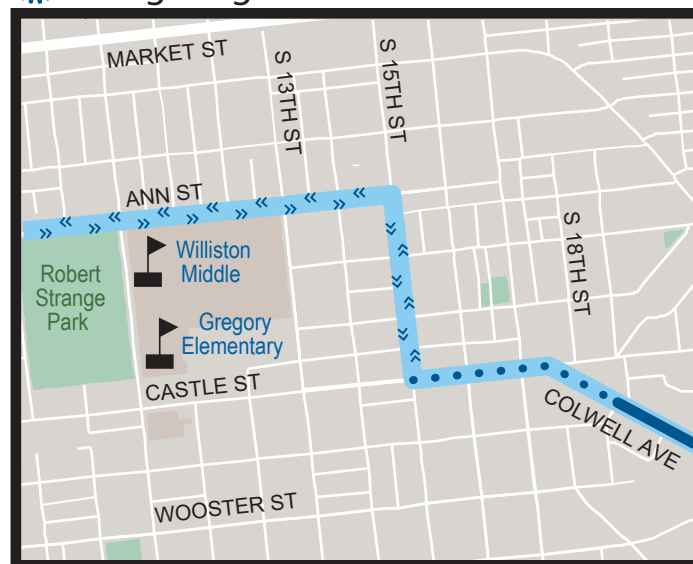 MARKET ST
S 13TH ST
S 15TH ST
ANN ST
S 18TH ST
Williston
Middle
Robert
Strange
Park
Gregory
Elementary
CASTLE ST
COLWELL AVE
WOOSTER ST